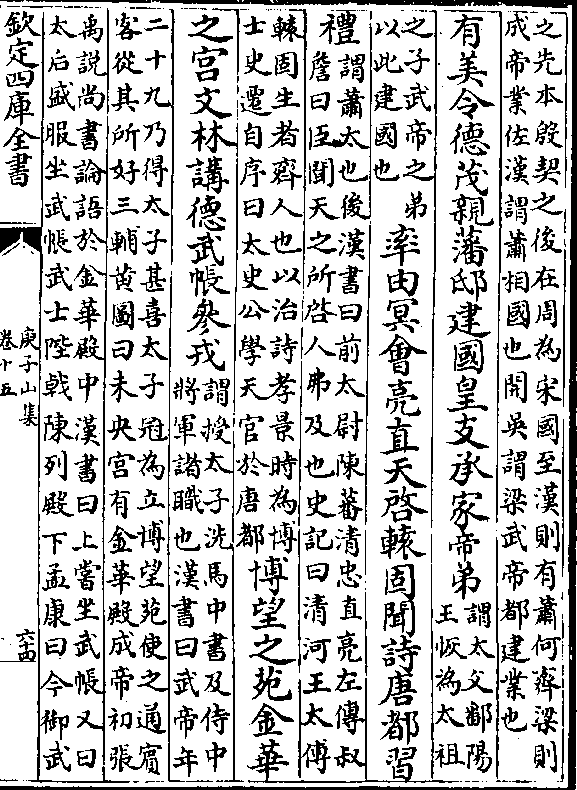 之先本殷契之後在周為宋國至漢則有蕭何齊梁則
成帝業佐漢謂蕭相國也開吳謂梁武帝都建業也
有美令德茂親藩邸建國皇支承家帝弟謂太父鄱陽
王恢為太祖
之子武帝之弟
以此建國也
率由冥會亮直天啓轅固聞詩唐都習
禮謂蕭太也後漢書曰前太尉陳蕃清忠直亮左傳叔
詹曰臣聞天之所啓人弗及也史記曰清河王太傅
轅固生者齊人也以治詩孝景時為博
士史遷自序曰太史公學天官於唐都
博望之苑金華
之宫文林講德武帳參戎謂授太子洗馬中書及侍中
將軍諸職也漢書曰武帝年
二十九乃得太子甚喜太子冠為立博望苑使之通賓
客從其所好三輔黄圖曰未央宫有金華殿成帝初張
禹說尚書論語於金華殿中漢書曰上嘗坐武帳又曰
太后盛服坐武帳武士陛戟陳列殿下孟康曰今御武
欽定四庫全書
庾子山集
卷十五
六四